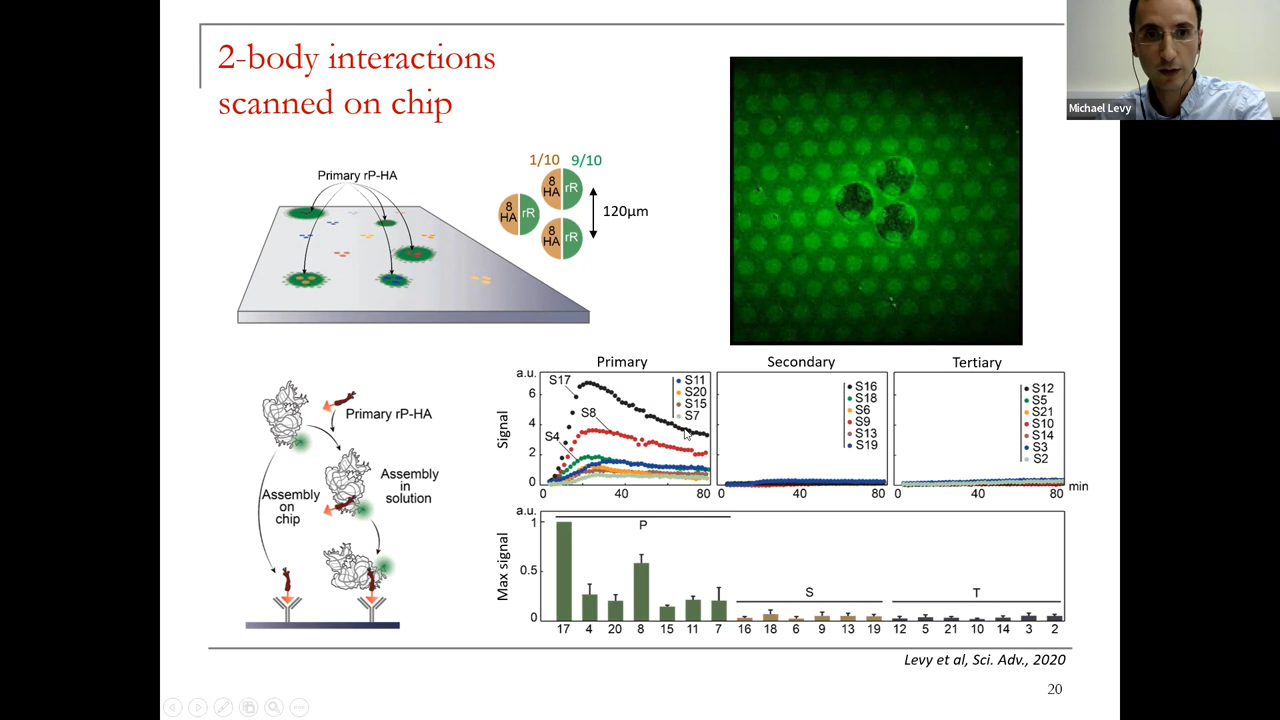 2-body interactions
scanned on chip
Michael Levy
Primary rP-HA
1/10 9/10
8 HA rR
8 HA rR
8 HA rR
120µm
Primary rP-HA
Assembly
in
solution
Assembly
on
chip
Primary Secondary Tertiary
a.u.
Signal
6
4
2
0
S17
S8
S4
S11
S20
S15
S7
0 40 80
S16
S18
S6
S9
S13
S19
0 40 80
S12
S5
S21
S10
S14
S3
S2
0 40 80 min
a.u.
Max signal
1
0.5
0
P
S
T
17 4 20 8 15 11 7 16 18 6 9 13 19 12 5 21 10 14 3 2
Levy et al, Sci. Adv., 2020
20